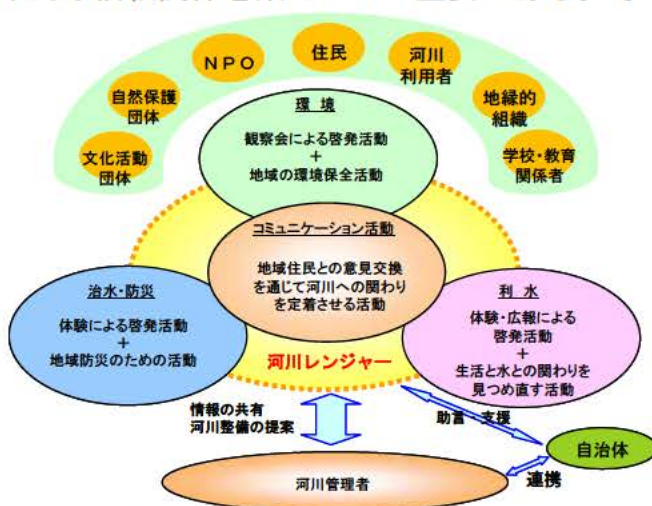 NPO
住民
河川
利用者
自然保護
団体
地縁的
組織
文化活動
団体
学校・教育
関係者
環 境
観察会による啓発活動
+
地域の環境保全活動
コミュニケーション活動
地域住民との意見交換
を通じて河川への関わり
を定着させる活動
治水・防災
体験による啓発活動
+
地域防災のための活動
利 水
体験・広報による
啓発活動
+
生活と水との関わりを
見つめ直す活動
河川レンジャー
情報の共有
河川整備の提案
助言・支援
自治体
連携
河川管理者